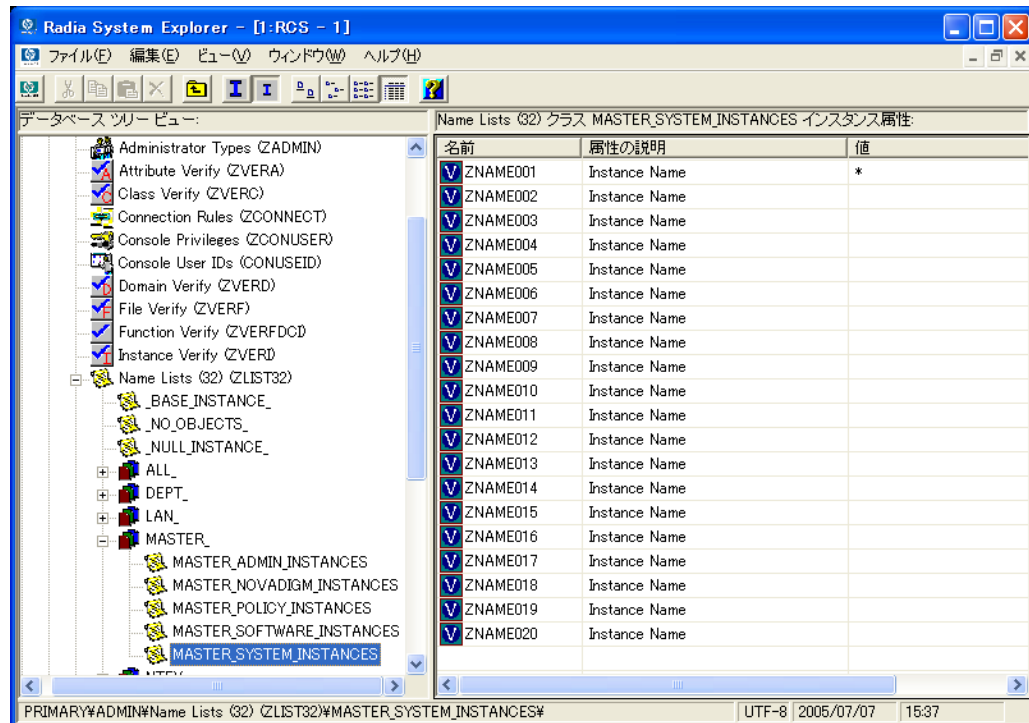 Radia System Explorer - [1:RCS - 1]
ファイル(F) 編集(E) ビュー(V) ウィンドウ(W) ヘルプ(H)
データベース ツリー ビュー:
Administrator Types (ZADMIN)
Attribute Verify (ZVERA)
Class Verify (ZVERC)
Connection Rules (ZCONNECT)
Console Privileges (ZCONUSER)
Console User IDs (CONUSEID)
Domain Verify (ZVERD)
File Verify (ZVERF)
Function Verify (ZVERFDCI)
Instance Verify (ZVERI)
Name Lists (32) (ZLIST32)
_BASE_INSTANCE_
_NO_OBJECTS_
_NULL_INSTANCE_
ALL_
DEPT_
LAN_
MASTER_
MASTER_ADMIN_INSTANCES
MASTER_NOVADIGM_INSTANCES
MASTER_POLICY_INSTANCES
MASTER_SOFTWARE_INSTANCES
MASTER_SYSTEM_INSTANCES
Name Lists (32) クラス MASTER_SYSTEM_INSTANCES インスタンス属性:
名前 属性の説明 値
ZNAME001 Instance Name *
ZNAME002 Instance Name
ZNAME003 Instance Name
ZNAME004 Instance Name
ZNAME005 Instance Name
ZNAME006 Instance Name
ZNAME007 Instance Name
ZNAME008 Instance Name
ZNAME009 Instance Name
ZNAME010 Instance Name
ZNAME011 Instance Name
ZNAME012 Instance Name
ZNAME013 Instance Name
ZNAME014 Instance Name
ZNAME015 Instance Name
ZNAME016 Instance Name
ZNAME017 Instance Name
ZNAME018 Instance Name
ZNAME019 Instance Name
ZNAME020 Instance Name
PRIMARY¥ADMIN¥Name Lists (32) (ZLIST32)¥MASTER_SYSTEM_INSTANCES¥ UTF-8 2005/07/07 15:37